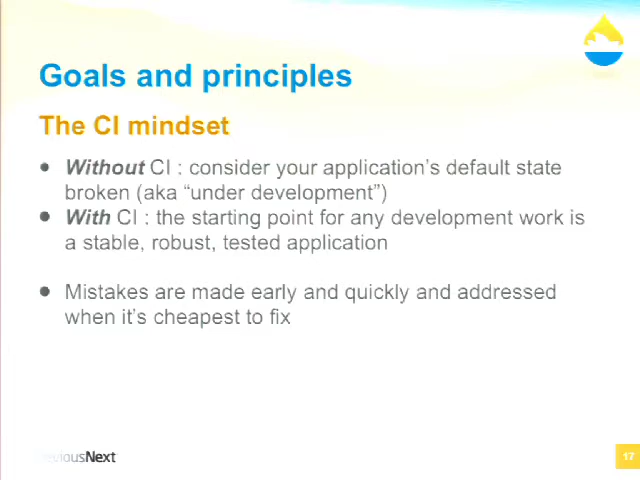 Goals and principles
The CI mindset
• Without CI : consider your application's default state
broken (aka “under development”)
• With CI : the starting point for any development work is
a stable, robust, tested application
• Mistakes are made early and quickly and addressed
when it's cheapest to fix
eviousNext
17